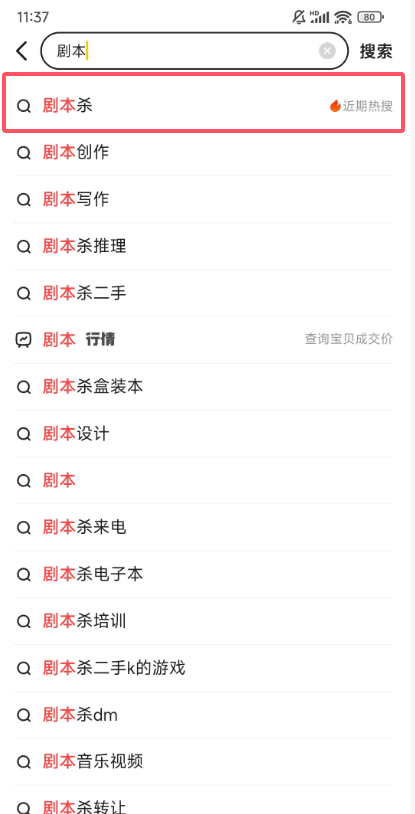 11:37 HD 80
剧本 搜索
剧本杀 近期热搜
剧本创作
剧本写作
剧本杀推理
剧本杀二手
剧本 行情 查询宝贝成交价
剧本杀盒装本
剧本设计
剧本
剧本杀来电
剧本杀电子本
剧本杀培训
剧本杀二手k的游戏
剧本杀dm
剧本音乐视频
剧本杀转让